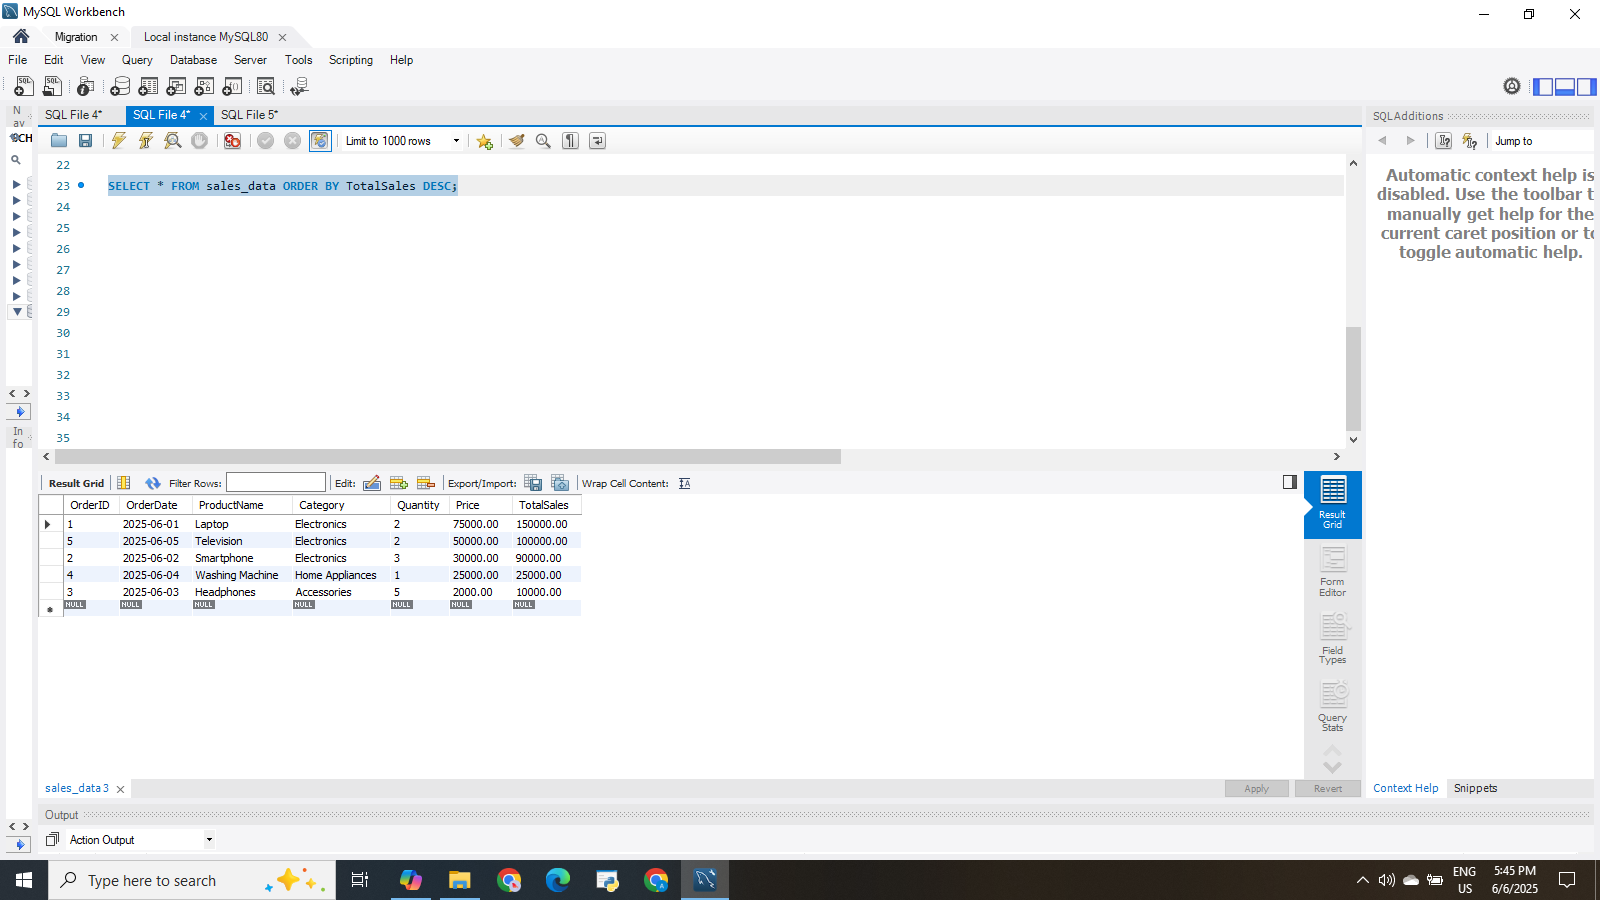 MySQL Workbench
Migration
Local instance MySQL80
File Edit View Query Database Server Tools Scripting Help
SQL File 4* SQL File 4* SQL File 5*
SQLAdditions
N
av
SCH
Limit to 1000 rows
Jump to
22
23 SELECT * FROM sales_data ORDER BY TotalSales DESC;
24
25
26
27
28
29
30
31
32
33
34
35
Automatic context help is
disabled. Use the toolbar t
manually get help for the
current caret position or to
toggle automatic help.
In
fo
Result Grid Filter Rows: Edit: Export/Import: Wrap Cell Content:
OrderID OrderDate ProductName Category Quantity Price TotalSales
1 2025-06-01 Laptop Electronics 2 75000.00 150000.00
5 2025-06-05 Television Electronics 2 50000.00 100000.00
2 2025-06-02 Smartphone Electronics 3 30000.00 90000.00
4 2025-06-04 Washing Machine Home Appliances 1 25000.00 25000.00
3 2025-06-03 Headphones Accessories 5 2000.00 10000.00
NULL NULL NULL NULL NULL NULL NULL
Result
Grid
Form
Editor
Field
Types
Query
Stats
sales_data 3
Apply Revert
Context Help Snippets
Output
Action Output
Type here to search
ENG
US
5:45 PM
6/6/2025